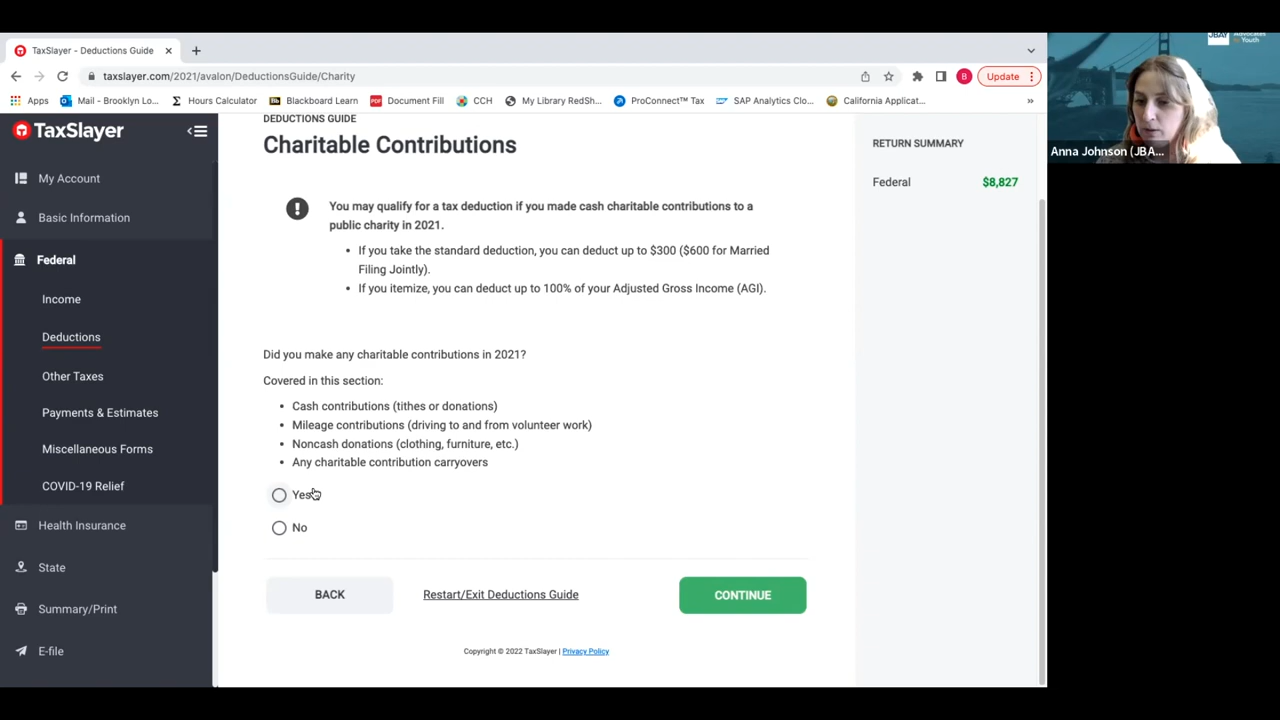 JBAY
Advocates
for Youth
TaxSlayer - Deductions Guide
taxslayer.com/2021/avalon/DeductionsGuide/Charity
B
Update
Apps
Mail - Brooklyn Lo...
Hours Calculator
Blackboard Learn
Document Fill
CCH
My Library RedSh...
ProConnect™ Tax
SAP Analytics Clo...
California Applicat...
»
TaxSlayer
My Account
Basic Information
Federal
Income
Deductions
Other Taxes
Payments & Estimates
Miscellaneous Forms
COVID-19 Relief
Health Insurance
State
Summary/Print
E-file
DEDUCTIONS GUIDE
Charitable Contributions
You may qualify for a tax deduction if you made cash charitable contributions to a
public charity in 2021.
• If you take the standard deduction, you can deduct up to $300 ($600 for Married
Filing Jointly).
• If you itemize, you can deduct up to 100% of your Adjusted Gross Income (AGI).
Did you make any charitable contributions in 2021?
Covered in this section:
• Cash contributions (tithes or donations)
• Mileage contributions (driving to and from volunteer work)
• Noncash donations (clothing, furniture, etc.)
• Any charitable contribution carryovers
Yes
No
BACK
Restart/Exit Deductions Guide
CONTINUE
Copyright © 2022 TaxSlayer | Privacy Policy
RETURN SUMMARY
Federal $8,827
Anna Johnson (JBA...